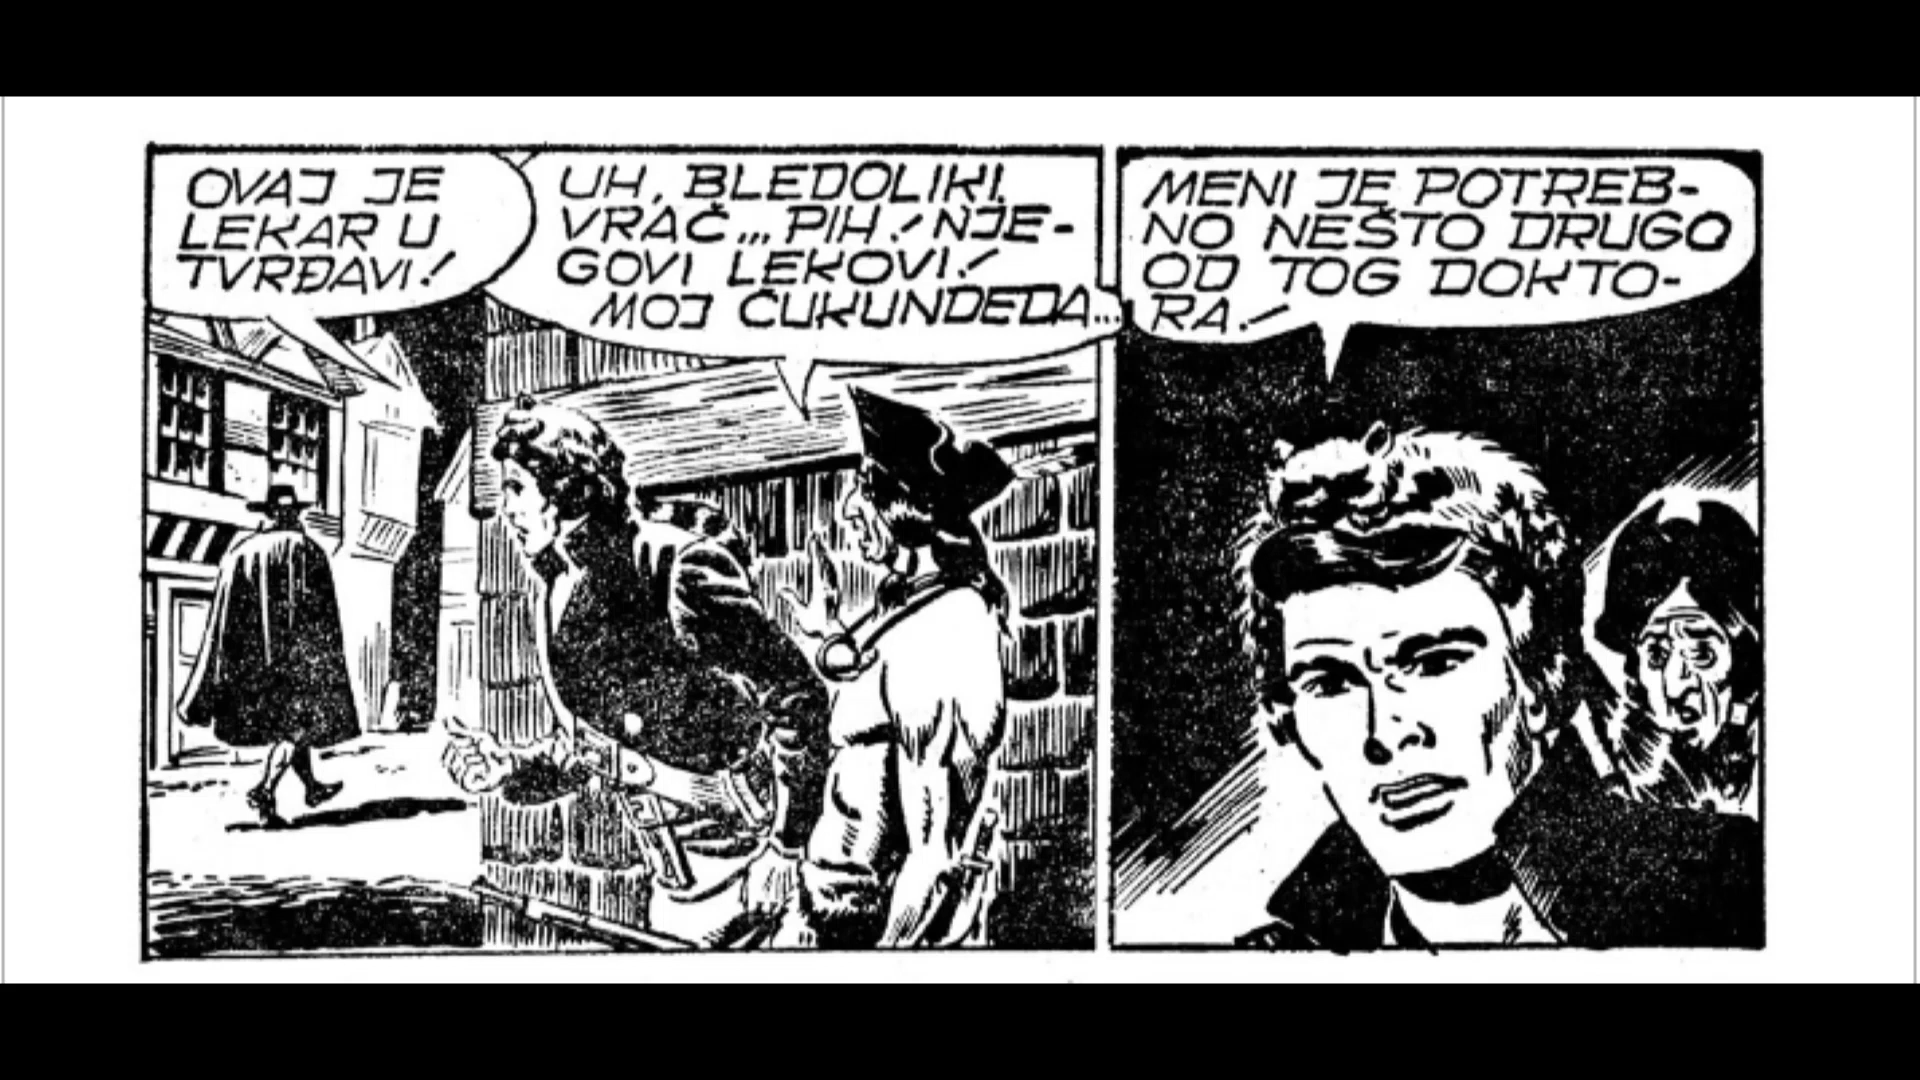 OVAJ JE
LEKAR U
TVRĐAVI!
UH, BLEDOLIKI
VRAČ... PIH! NJE-
GOVI LEKOVI!
MOJ ČUKUNDEDA...
MENI JE POTREB-
NO NEŠTO DRUGO
OD TOG DOKTO-
RA!